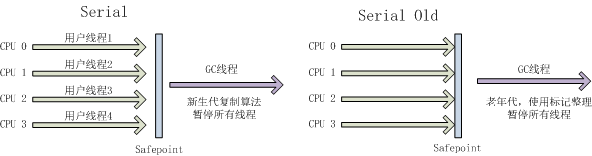 Serial
Serial Old
CPU 0
用户线程1
CPU 1
用户线程2
CPU 2
用户线程3
CPU 3
用户线程4
GC线程
新生代复制算法
暂停所有线程
Safepoint
CPU 0
CPU 1
CPU 2
CPU 3
GC线程
老年代，使用标记整理
暂停所有线程
Safepoint